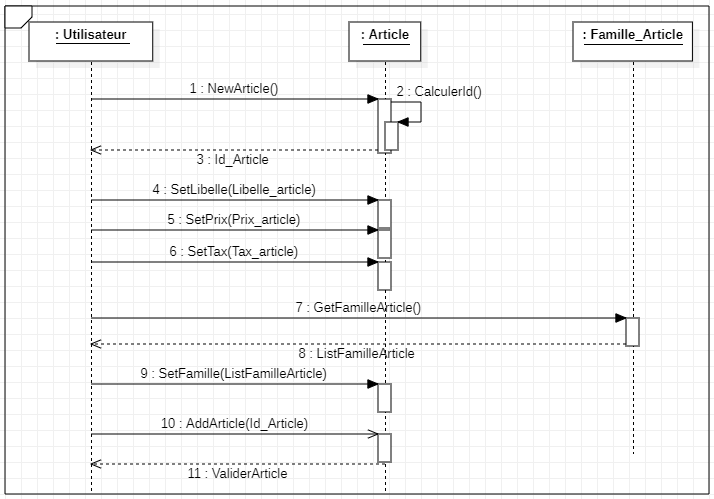 : Utilisateur
: Article
: Famille_Article
1 : NewArticle()
2 : CalculerId()
3 : Id_Article
4 : SetLibelle(Libelle_article)
5 : SetPrix(Prix_article)
6 : SetTax(Tax_article)
7 : GetFamilleArticle()
8 : ListFamilleArticle
9 : SetFamille(ListFamilleArticle)
10 : AddArticle(Id_Article)
11 : ValiderArticle